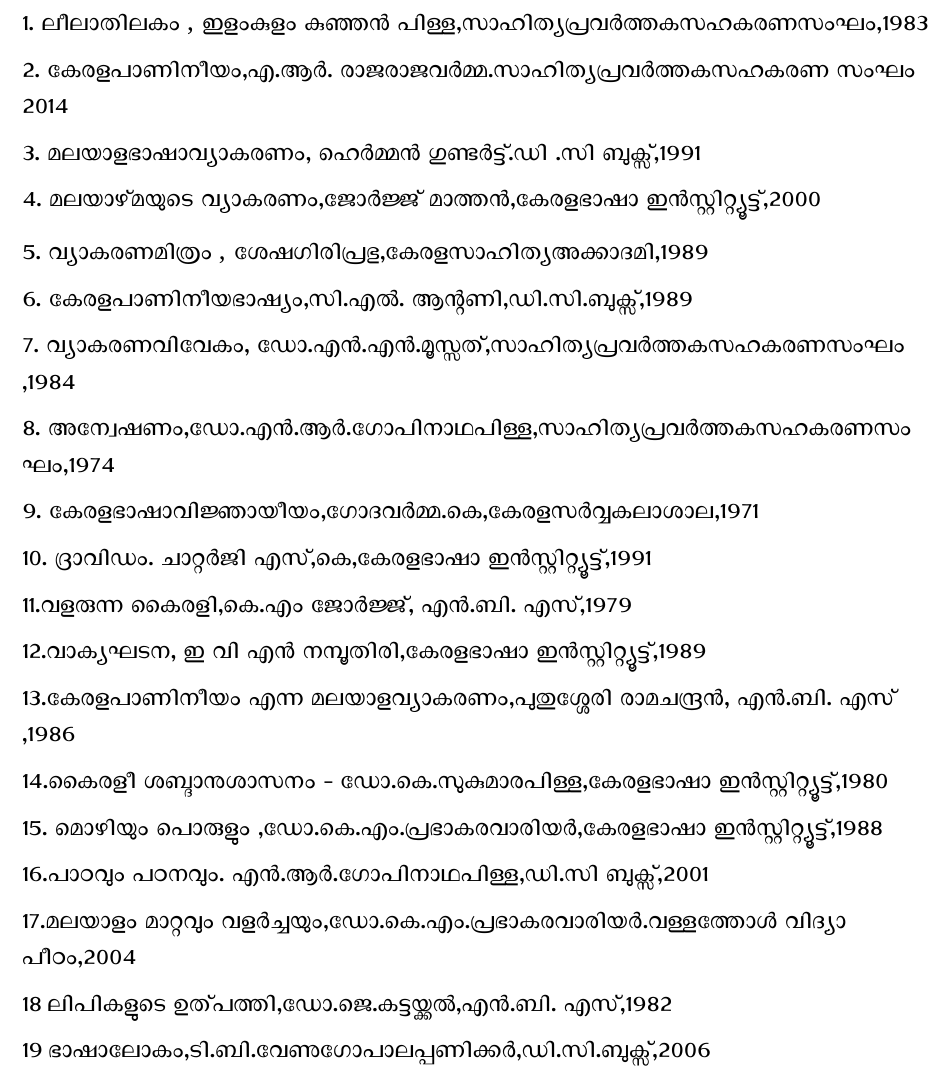 1. ലീലാതിലകം , ഇളംകുളം കുഞ്ഞൻ പിള്ള,സാഹിത്യപ്രവർത്തകസഹകരണസംഘം,1983
2. കേരളപാണിനീയം,എ.ആർ. രാജരാജവർമ്മ.സാഹിത്യപ്രവർത്തകസഹകരണ സംഘം
2014
3. മലയാളഭാഷാവ്യാകരണം, ഹെർമ്മൻ ഗുണ്ടർട്ട്.ഡി .സി ബുക്സ്,1991
4. മലയാഴ്മയുടെ വ്യാകരണം,ജോർജ്ജ് മാത്തൻ,കേരളഭാഷാ ഇൻസ്റ്റിറ്റ്യൂട്ട്,2000
5. വ്യാകരണമിത്രം , ശേഷഗിരിപ്രഭു,കേരളസാഹിത്യഅക്കാദമി,1989
6. കേരളപാണിനീയഭാഷ്യം,സി.എൽ. ആന്റണി,ഡി.സി.ബുക്സ്,1989
7. വ്യാകരണവിവേകം, ഡോ.എൻ.എൻ.മൂസ്സത്,സാഹിത്യപ്രവർത്തകസഹകരണസംഘം
,1984
8. അന്വേഷണം,ഡോ.എൻ.ആർ.ഗോപിനാഥപിള്ള,സാഹിത്യപ്രവർത്തകസഹകരണസം
ഘം,1974
9. കേരളഭാഷാവിജ്ഞായീയം,ഗോദവർമ്മ.കെ,കേരളസർവ്വകലാശാല,1971
10. ദ്രാവിഡം. ചാറ്റർജി എസ്,കെ,കേരളഭാഷാ ഇൻസ്റ്റിറ്റ്യൂട്ട്,1991
11.വളരുന്ന കൈരളി,കെ.എം ജോർജ്ജ്, എൻ.ബി. എസ്,1979
12.വാക്യഘടന, ഇ വി എൻ നമ്പൂതിരി,കേരളഭാഷാ ഇൻസ്റ്റിറ്റ്യൂട്ട്,1989
13.കേരളപാണിനീയം എന്ന മലയാളവ്യാകരണം,പുതുശ്ശേരി രാമചന്ദ്രൻ, എൻ.ബി. എസ്
,1986
14.കൈരളീ ശബ്ദാനുശാസനം - ഡോ.കെ.സുകുമാരപിള്ള,കേരളഭാഷാ ഇൻസ്റ്റിറ്റ്യൂട്ട്,1980
15. മൊഴിയും പൊരുളും ,ഡോ.കെ.എം.പ്രഭാകരവാരിയർ,കേരളഭാഷാ ഇൻസ്റ്റിറ്റ്യൂട്ട്,1988
16.പാഠവും പഠനവും. എൻ.ആർ.ഗോപിനാഥപിള്ള,ഡി.സി ബുക്സ്,2001
17.മലയാളം മാറ്റവും വളർച്ചയും,ഡോ.കെ.എം.പ്രഭാകരവാരിയർ.വള്ളത്തോൾ വിദ്യാ
പീഠം,2004
18 ലിപികളുടെ ഉത്പത്തി,ഡോ.ജെ.കട്ടയ്ക്കൽ,എൻ.ബി. എസ്,1982
19 ഭാഷാലോകം,ടി.ബി.വേണുഗോപാലപ്പണിക്കർ,ഡി.സി.ബുക്സ്,2006